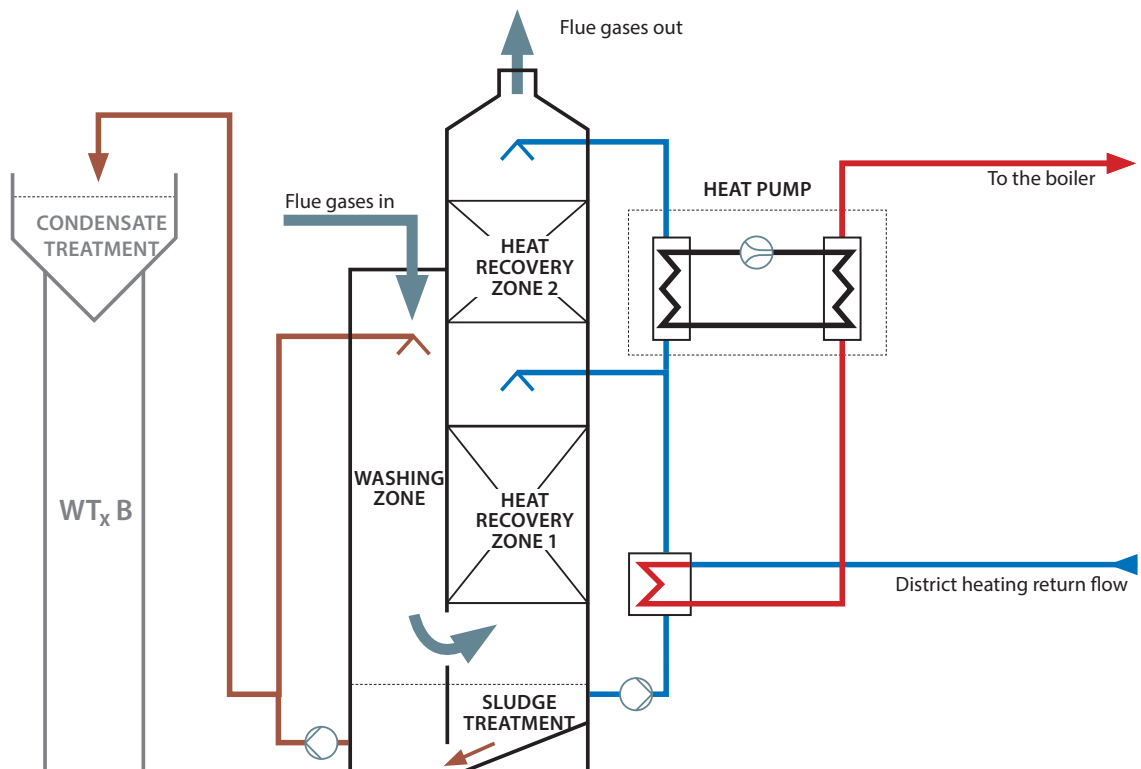 Flue gases out
To the boiler
HEAT PUMP
Flue gases in
CONDENSATE
TREATMENT
HEAT
RECOVERY
ZONE 2
WASHING
ZONE
HEAT
RECOVERY
ZONE 1
WTx B
District heating return flow
SLUDGE
TREATMENT